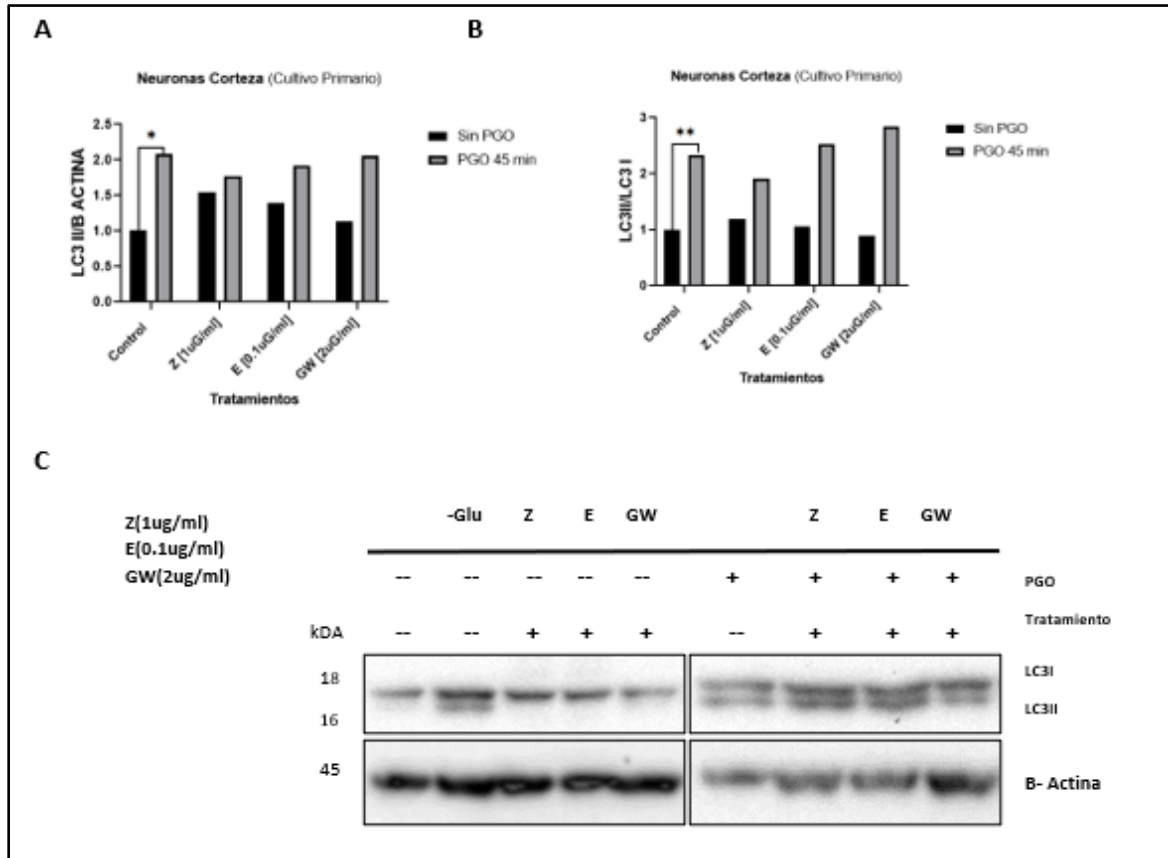 A
Neuronas Corteza (Cultivo Primario)
LC3 II/B ACTINA
2.5
2.0
1.5
1.0
0.5
0.0
*
Sin PGO
PGO 45 min
Control
Z [1uG/ml]
E [0.1uG/ml]
GW [2uG/ml]
Tratamientos
B
Neuronas Corteza (Cultivo Primario)
LC3II/LC3 I
3
2
1
0
**
Sin PGO
PGO 45 min
Control
Z [1uG/ml]
E [0.1uG/ml]
GW [2uG/ml]
Tratamientos
C
Z(1ug/ml)
E(0.1ug/ml)
GW(2ug/ml)
-Glu Z E GW Z E GW
-- -- -- -- -- + + + + PGO
kDA -- -- + + + -- + + + Tratamiento
18 LC3I
16 LC3II
45 B- Actina